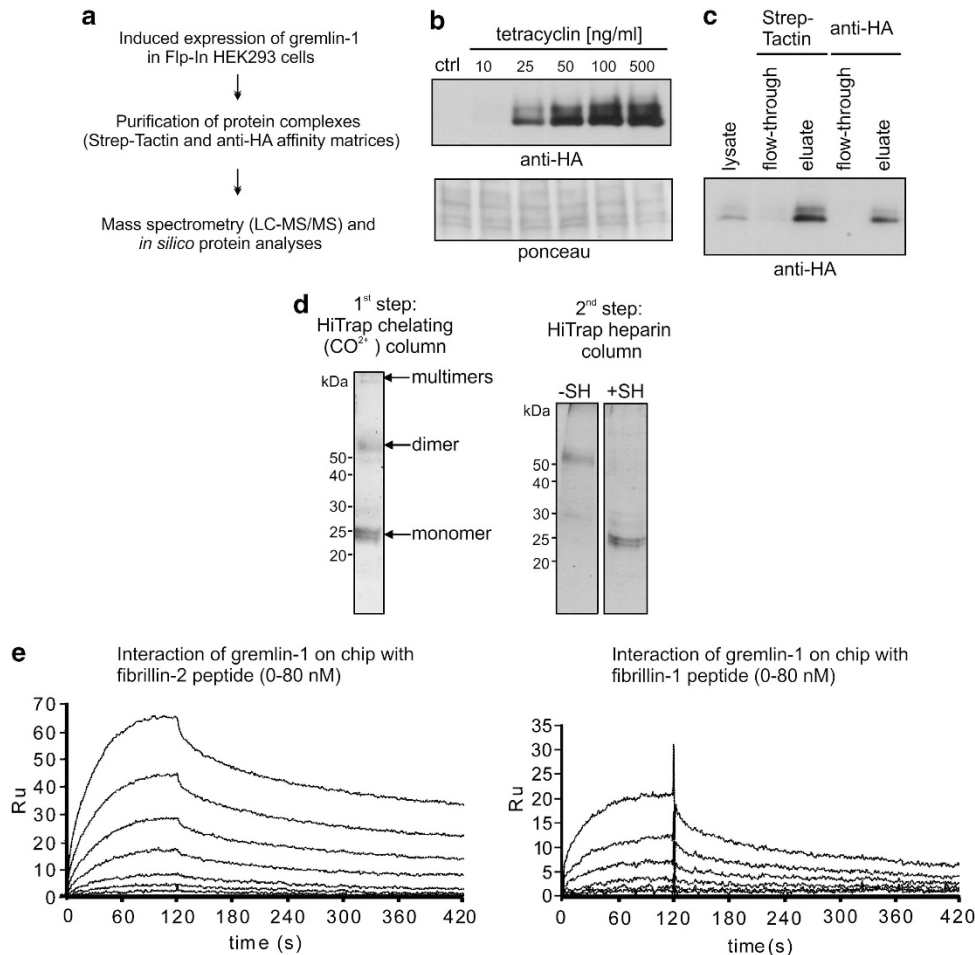 a
Induced expression of gremlin-1
in Flp-In HEK293 cells
Purification of protein complexes
(Strep-Tactin and anti-HA affinity matrices)
Mass spectrometry (LC-MS/MS) and
in silico protein analyses
b
tetracyclin [ng/ml]
ctrl 10 25 50 100 500
anti-HA
ponceau
c
Strep-
Tactin anti-HA
lysate
flow-through
eluate
flow-through
eluate
anti-HA
d
1st step:
HiTrap chelating
(CO2+ ) column
kDa
multimers
dimer
50
40
30
25
monomer
20
2nd step:
HiTrap heparin
column
kDa
-SH +SH
50
40
30
25
20
e
Interaction of gremlin-1 on chip with
fibrillin-2 peptide (0-80 nM)
70
60
50
40
30
20
10
0
Ru
0 60 120 180 240 300 360 420
time (s)
Interaction of gremlin-1 on chip with
fibrillin-1 peptide (0-80 nM)
35
30
25
20
15
10
5
0
Ru
0 60 120 180 240 300 360 420
time (s)